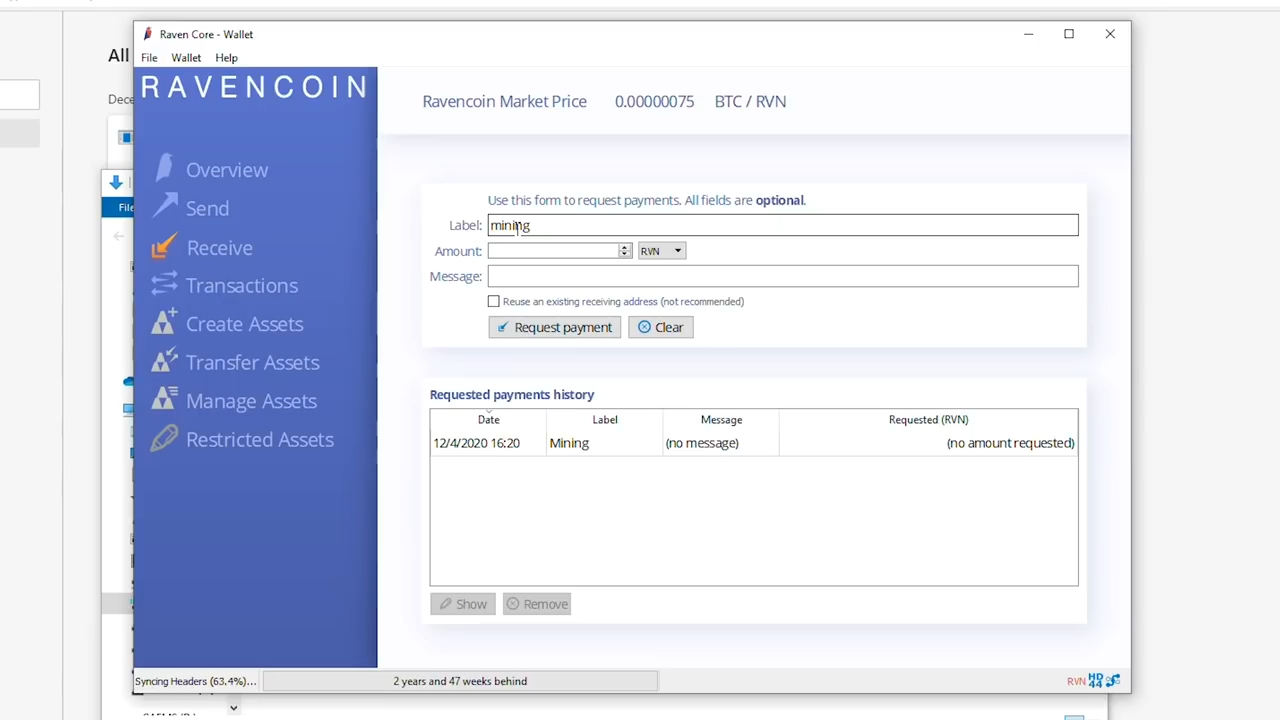 Raven Core - Wallet
File Wallet Help
All
Dece
File
RAVENCOIN
Overview
Send
Receive
Transactions
Create Assets
Transfer Assets
Manage Assets
Restricted Assets
Ravencoin Market Price 0.00000075 BTC / RVN
Use this form to request payments. All fields are optional.
Label: mining
Amount: RVN
Message:
Reuse an existing receiving address (not recommended)
Request payment Clear
Requested payments history
Date Label Message Requested (RVN)
12/4/2020 16:20 Mining (no message) (no amount requested)
Show Remove
Syncing Headers (63.4%)... 2 years and 47 weeks behind RVN HD 44